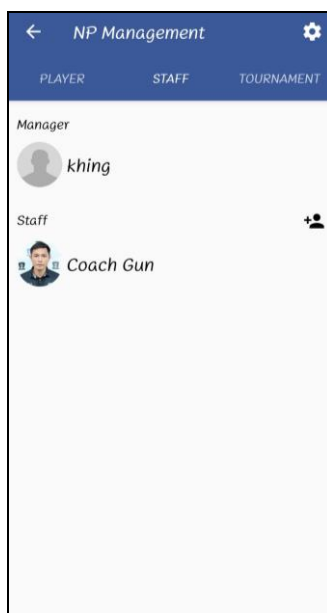 NP Management
PLAYER STAFF TOURNAMENT
Manager
khing
Staff
Coach Gun